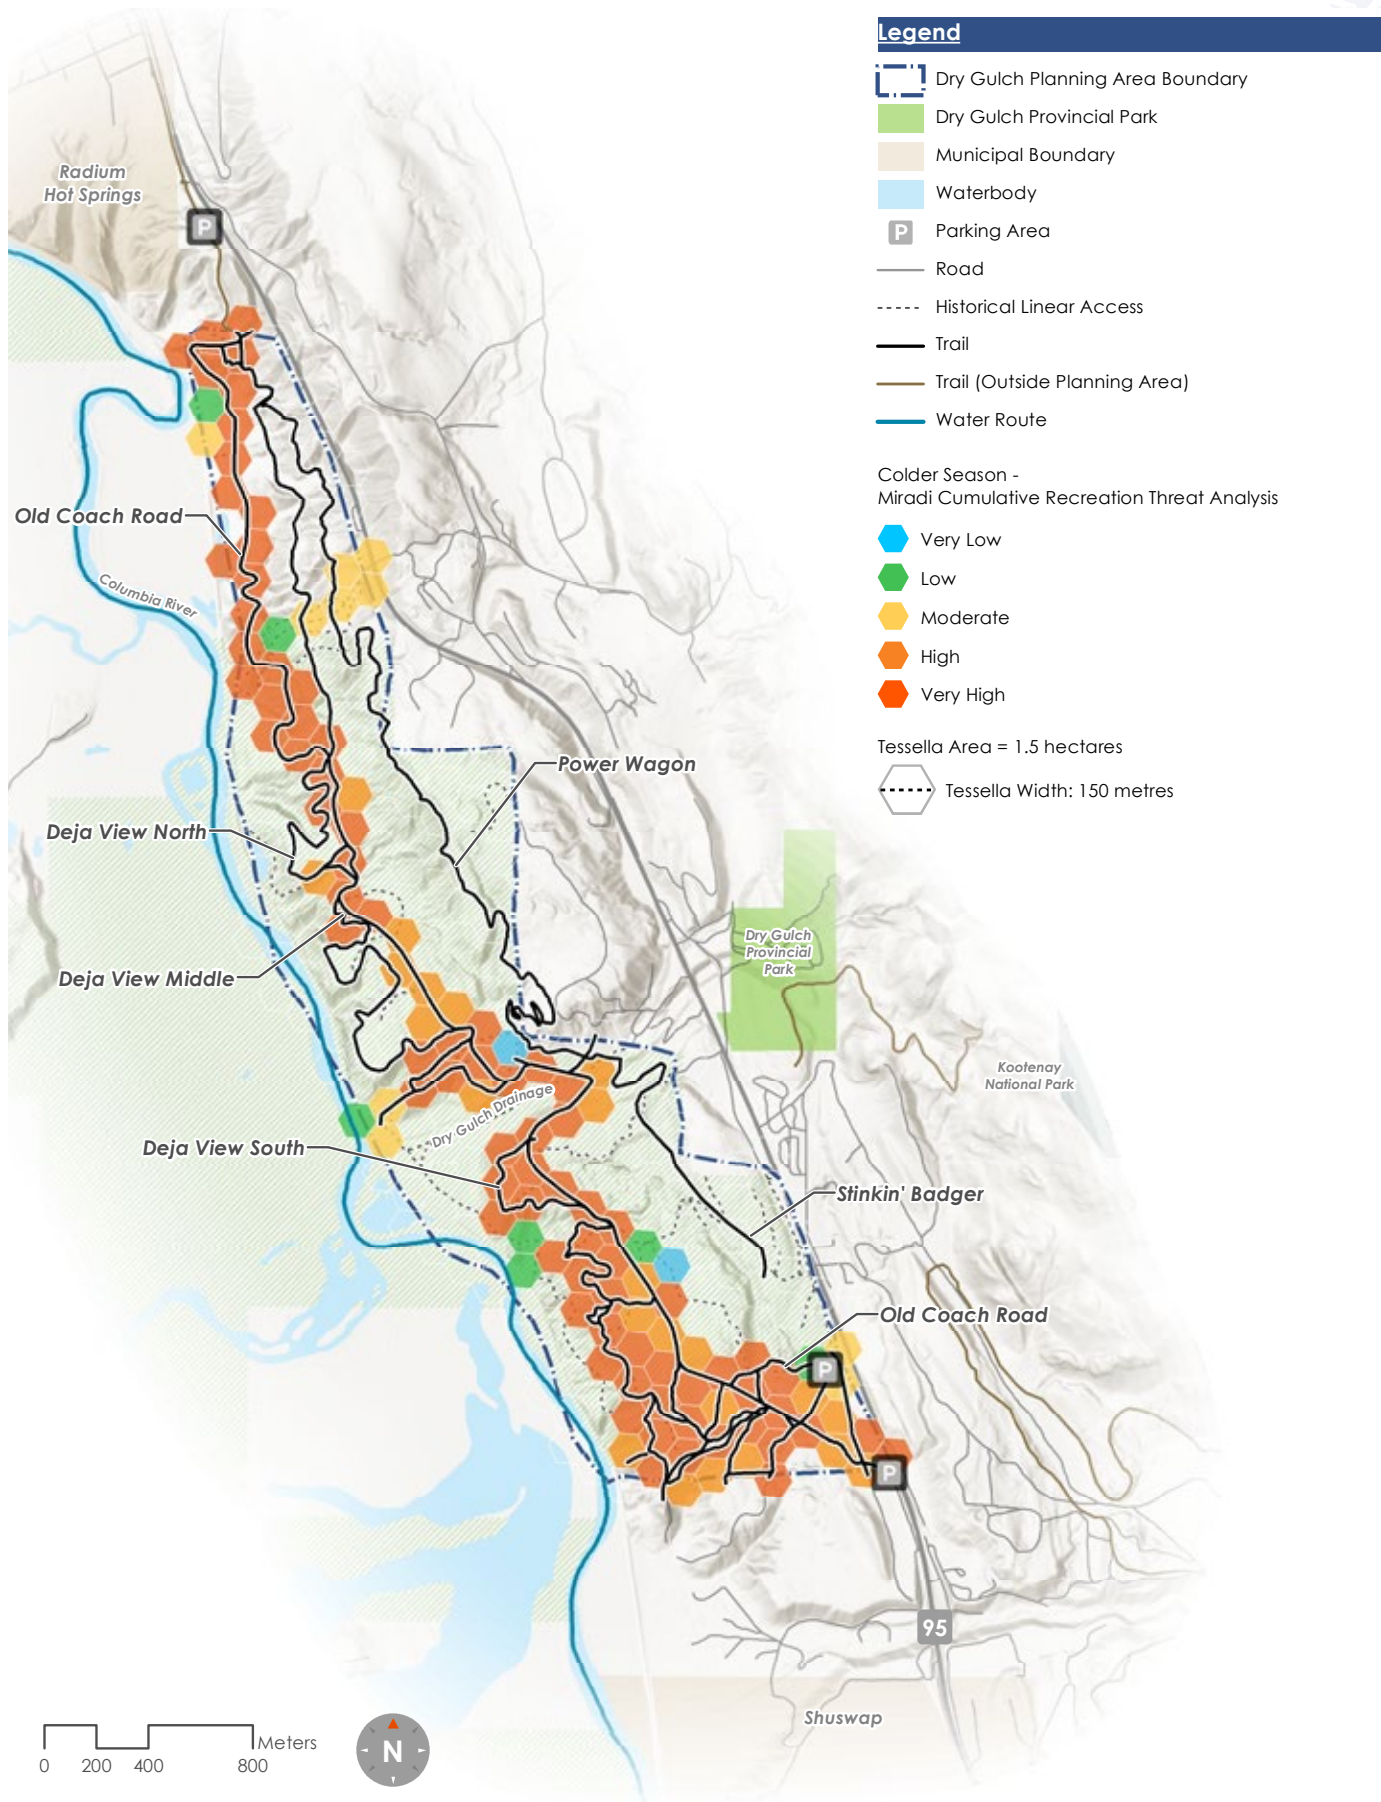 Legend
Dry Gulch Planning Area Boundary
Dry Gulch Provincial Park
Municipal Boundary
Waterbody
P
Parking Area
Road
Historical Linear Access
Trail
Trail (Outside Planning Area)
Water Route
Colder Season -
Miradi Cumulative Recreation Threat Analysis
Very Low
Low
Moderate
High
Very High
Tessella Area = 1.5 hectares
Tessella Width: 150 metres
Radium
Hot Springs
P
Old Coach Road
Columbia River
Power Wagon
Deja View North
Dry Gulch
Provincial
Park
Deja View Middle
Kootenay
National Park
Dry Gulch Drainage
Deja View South
Stinkin' Badger
Old Coach Road
P
P
95
Shuswap
Meters
0 200 400 800
N